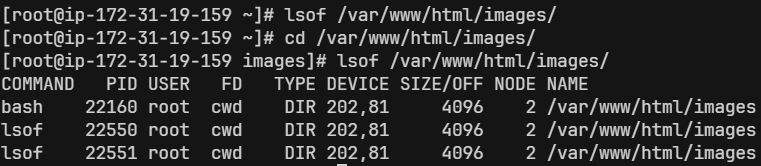 [root@ip-172-31-19-159 ~]# lsof /var/www/html/images/
[root@ip-172-31-19-159 ~]# cd /var/www/html/images/
[root@ip-172-31-19-159 images]# lsof /var/www/html/images/
COMMAND   PID USER   FD   TYPE DEVICE SIZE/OFF NODE NAME
bash    22160 root  cwd    DIR 202,81     4096    2 /var/www/html/images
lsof    22550 root  cwd    DIR 202,81     4096    2 /var/www/html/images
lsof    22551 root  cwd    DIR 202,81     4096    2 /var/www/html/images